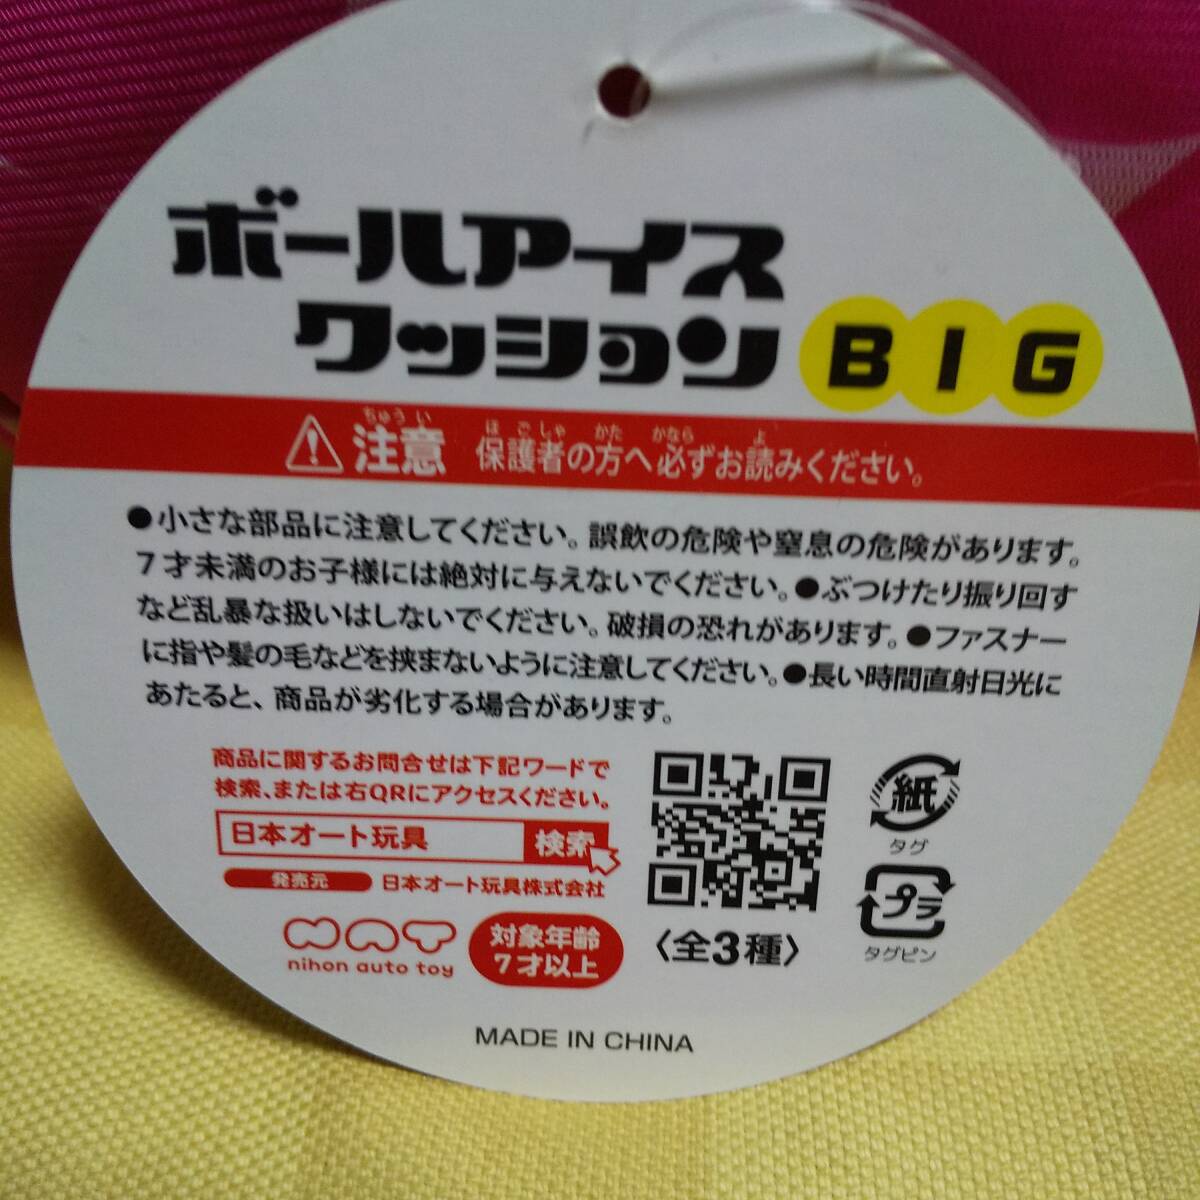 ボールアイス
クッション BIG
ちゅうい ほごしゃ かた かなら よ
注意 保護者の方へ必ずお読みください。
●小さな部品に注意してください。誤飲の危険や窒息の危険があります。
7才未満のお子様には絶対に与えないでください。●ぶつけたり振り回す
など乱暴な扱いはしないでください。破損の恐れがあります。●ファスナー
に指や髪の毛などを挟まないように注意してください。●長い時間直射日光に
あたると、商品が劣化する場合があります。
商品に関するお問合せは下記ワードで
検索、または右QRにアクセスください。
日本オート玩具 検索
発売元 日本オート玩具株式会社
NAT
nihon auto toy
対象年齢
7才以上
〈全3種〉
紙
タグ
プラ
タグピン
MADE IN CHINA